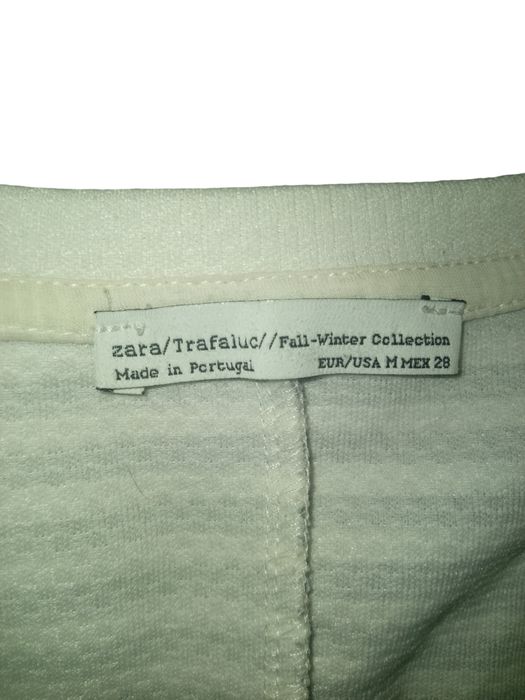 zara/Trafaluc//Fall-Winter Collection
Made in Portugal EUR/USA M MEX 28